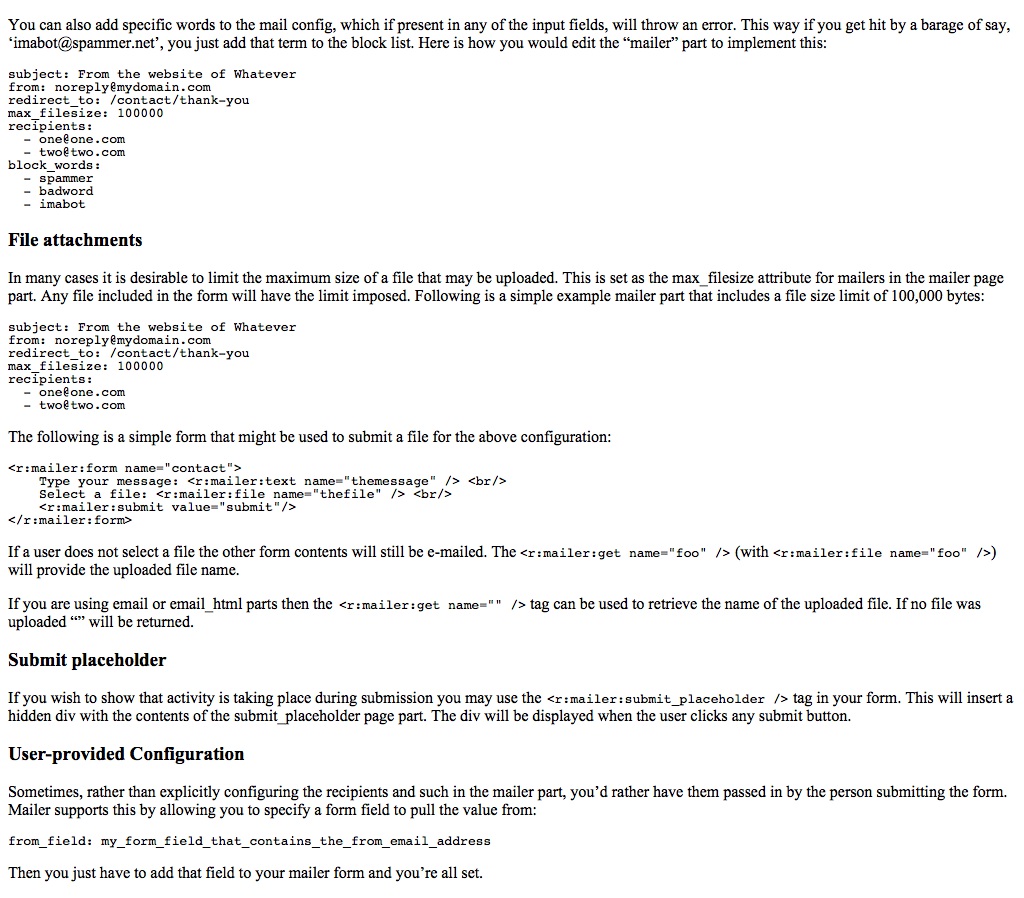 You can also add specific words to the mail config, which if present in any of the input fields, will throw an error. This way if you get hit by a barage of say,
‘imabot@spammer.net’, you just add that term to the block list. Here is how you would edit the “mailer” part to implement this:
subject: From the website of Whatever
from: noreply@mydomain.com
redirect_to: /contact/thank-you
max_filesize: 100000
recipients:
  - one@one.com
  - two@two.com
block_words:
  - spammer
  - badword
  - imabot
File attachments
In many cases it is desirable to limit the maximum size of a file that may be uploaded. This is set as the max_filesize attribute for mailers in the mailer page
part. Any file included in the form will have the limit imposed. Following is a simple example mailer part that includes a file size limit of 100,000 bytes:
subject: From the website of Whatever
from: noreply@mydomain.com
redirect_to: /contact/thank-you
max_filesize: 100000
recipients:
  - one@one.com
  - two@two.com
The following is a simple form that might be used to submit a file for the above configuration:
<r:mailer:form name="contact">
    Type your message: <r:mailer:text name="themessage" /> <br/>
    Select a file: <r:mailer:file name="thefile" /> <br/>
    <r:mailer:submit value="submit"/>
</r:mailer:form>
If a user does not select a file the other form contents will still be e-mailed. The <r:mailer:get name="foo" /> (with <r:mailer:file name="foo" />)
will provide the uploaded file name.
If you are using email or email_html parts then the <r:mailer:get name="" /> tag can be used to retrieve the name of the uploaded file. If no file was
uploaded “” will be returned.
Submit placeholder
If you wish to show that activity is taking place during submission you may use the <r:mailer:submit_placeholder /> tag in your form. This will insert a
hidden div with the contents of the submit_placeholder page part. The div will be displayed when the user clicks any submit button.
User-provided Configuration
Sometimes, rather than explicitly configuring the recipients and such in the mailer part, you’d rather have them passed in by the person submitting the form.
Mailer supports this by allowing you to specify a form field to pull the value from:
from_field: my_form_field_that_contains_the_from_email_address
Then you just have to add that field to your mailer form and you’re all set.